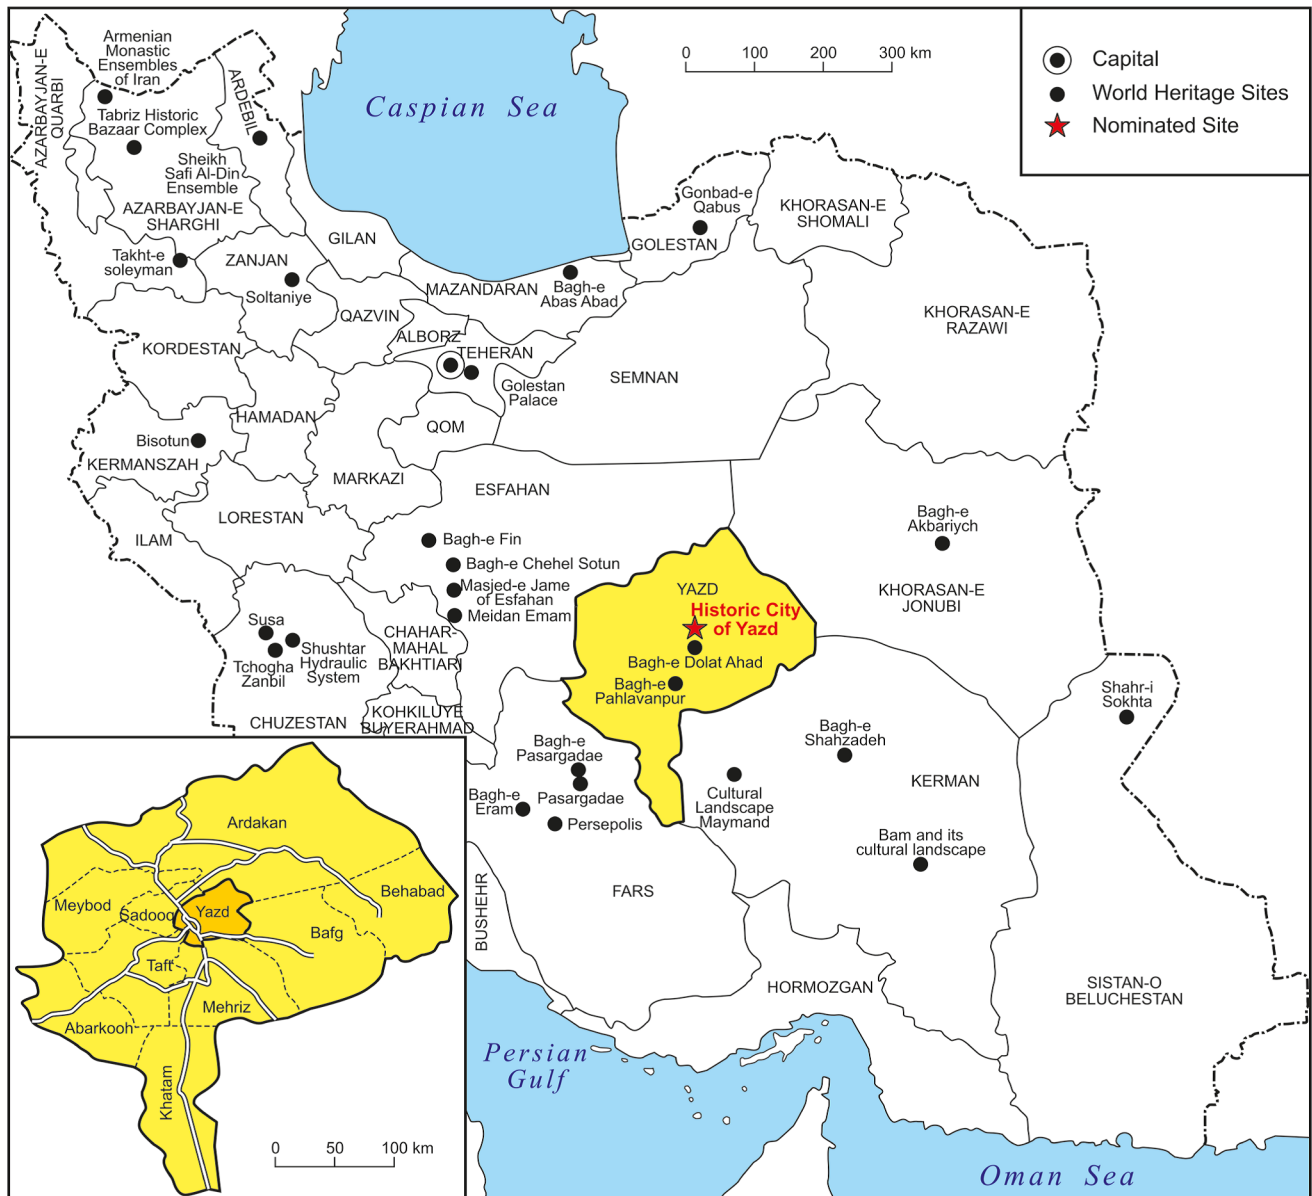 Armenian
Monastic
Ensembles
of Iran
AZARBAYJAN-E
QUARBI
Tabriz Historic
Bazaar Complex
ARDEBIL
Sheikh
Safi Al-Din
Ensemble
AZARBAYJAN-E
SHARGHI
Takht-e
soleyman
ZANJAN
Soltaniye
GILAN
Caspian Sea
0 100 200 300 km
Capital
World Heritage Sites
Nominated Site
Gonbad-e
Qabus
GOLESTAN
KHORASAN-E
SHOMALI
MAZANDARAN
Bagh-e
Abas Abad
QAZVIN
ALBORZ
TEHERAN
Golestan
Palace
SEMNAN
KHORASAN-E
RAZAWI
KORDESTAN
HAMADAN
QOM
Bisotun
KERMANSZAH
MARKAZI
ESFAHAN
LORESTAN
ILAM
Bagh-e Fin
Bagh-e Chehel Sotun
Masjed-e Jame
of Esfahan
Meidan Emam
Bagh-e
Akbariych
KHORASAN-E
JONUBI
YAZD
Historic City
of Yazd
Bagh-e Dolat Ahad
Bagh-e
Pahlavanpur
Susa
Shushtar
Hydraulic
System
Tchogha
Zanbil
CHUZESTAN
CHAHAR-
MAHAL
BAKHTIARI
KOHKILUYE
BUYERAHMAD
Shahr-i
Sokhta
Bagh-e
Shahzadeh
Bagh-e
Pasargadae
Pasargadae
Bagh-e
Eram
Persepolis
Cultural
Landscape
Maymand
KERMAN
Bam and its
cultural landscape
FARS
BUSHEHR
HORMOZGAN
SISTAN-O
BELUCHESTAN
Persian
Gulf
Oman Sea
Ardakan
Behabad
Meybod
Sadooq
Yazd
Bafg
Taft
Mehriz
Abarkooh
Khatam
0 50 100 km